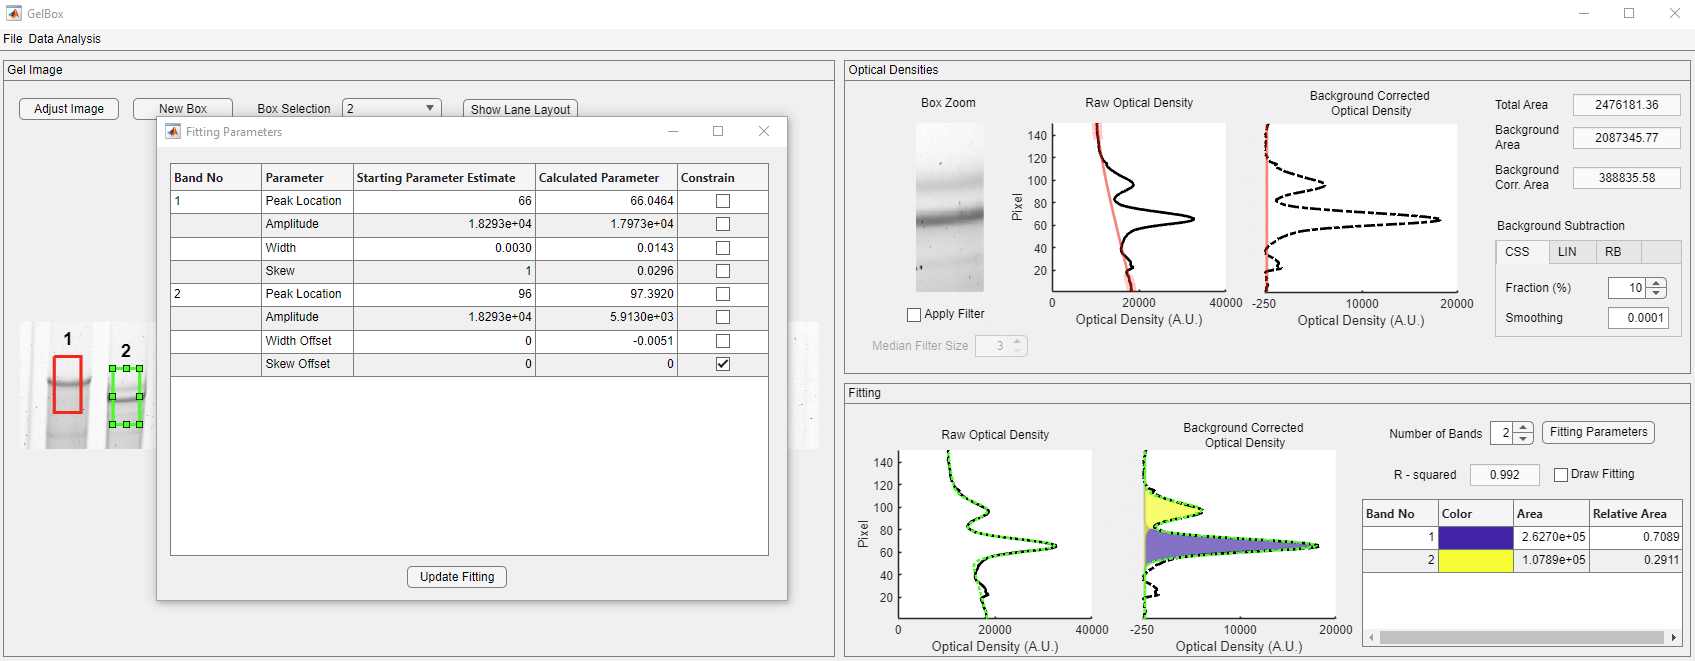 GelBox
File Data Analysis
Gel Image
Adjust Image
New Box
Box Selection
2
Show Lane Layout
1
2
Fitting Parameters
Band No Parameter Starting Parameter Estimate Calculated Parameter Constrain
1 Peak Location 66 66.0464
Amplitude 1.8293e+04 1.7973e+04
Width 0.0030 0.0143
Skew 1 0.0296
2 Peak Location 96 97.3920
Amplitude 1.8293e+04 5.9130e+03
Width Offset 0 -0.0051
Skew Offset 0 0
Update Fitting
Optical Densities
Box Zoom
Apply Filter
Median Filter Size 3
Raw Optical Density
Pixel
140
120
100
80
60
40
20
0 20000 40000
Optical Density (A.U.)
Background Corrected
Optical Density
-250 10000 20000
Optical Density (A.U.)
Total Area 2476181.36
Background
Area
2087345.77
Background
Corr. Area
388835.58
Background Subtraction
CSS LIN RB
Fraction (%) 10
Smoothing 0.0001
Fitting
Raw Optical Density
Pixel
140
120
100
80
60
40
20
0 20000 40000
Optical Density (A.U.)
Background Corrected
Optical Density
-250 10000 20000
Optical Density (A.U.)
Number of Bands 2 Fitting Parameters
R - squared 0.992 Draw Fitting
Band No Color Area Relative Area
1 2.6270e+05 0.7089
2 1.0789e+05 0.2911